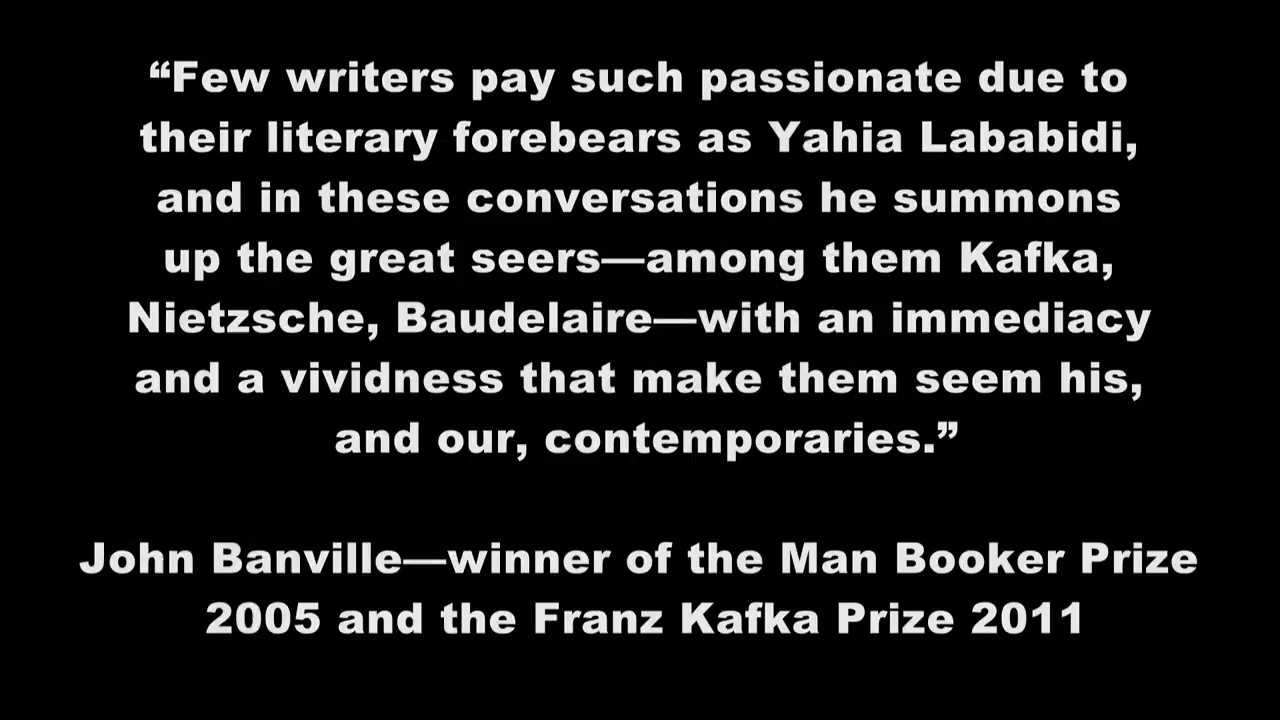 “Few writers pay such passionate due to
their literary forebears as Yahia Lababidi,
and in these conversations he summons
up the great seers—among them Kafka,
Nietzsche, Baudelaire—with an immediacy
and a vividness that make them seem his,
and our, contemporaries.”
John Banville—winner of the Man Booker Prize
2005 and the Franz Kafka Prize 2011